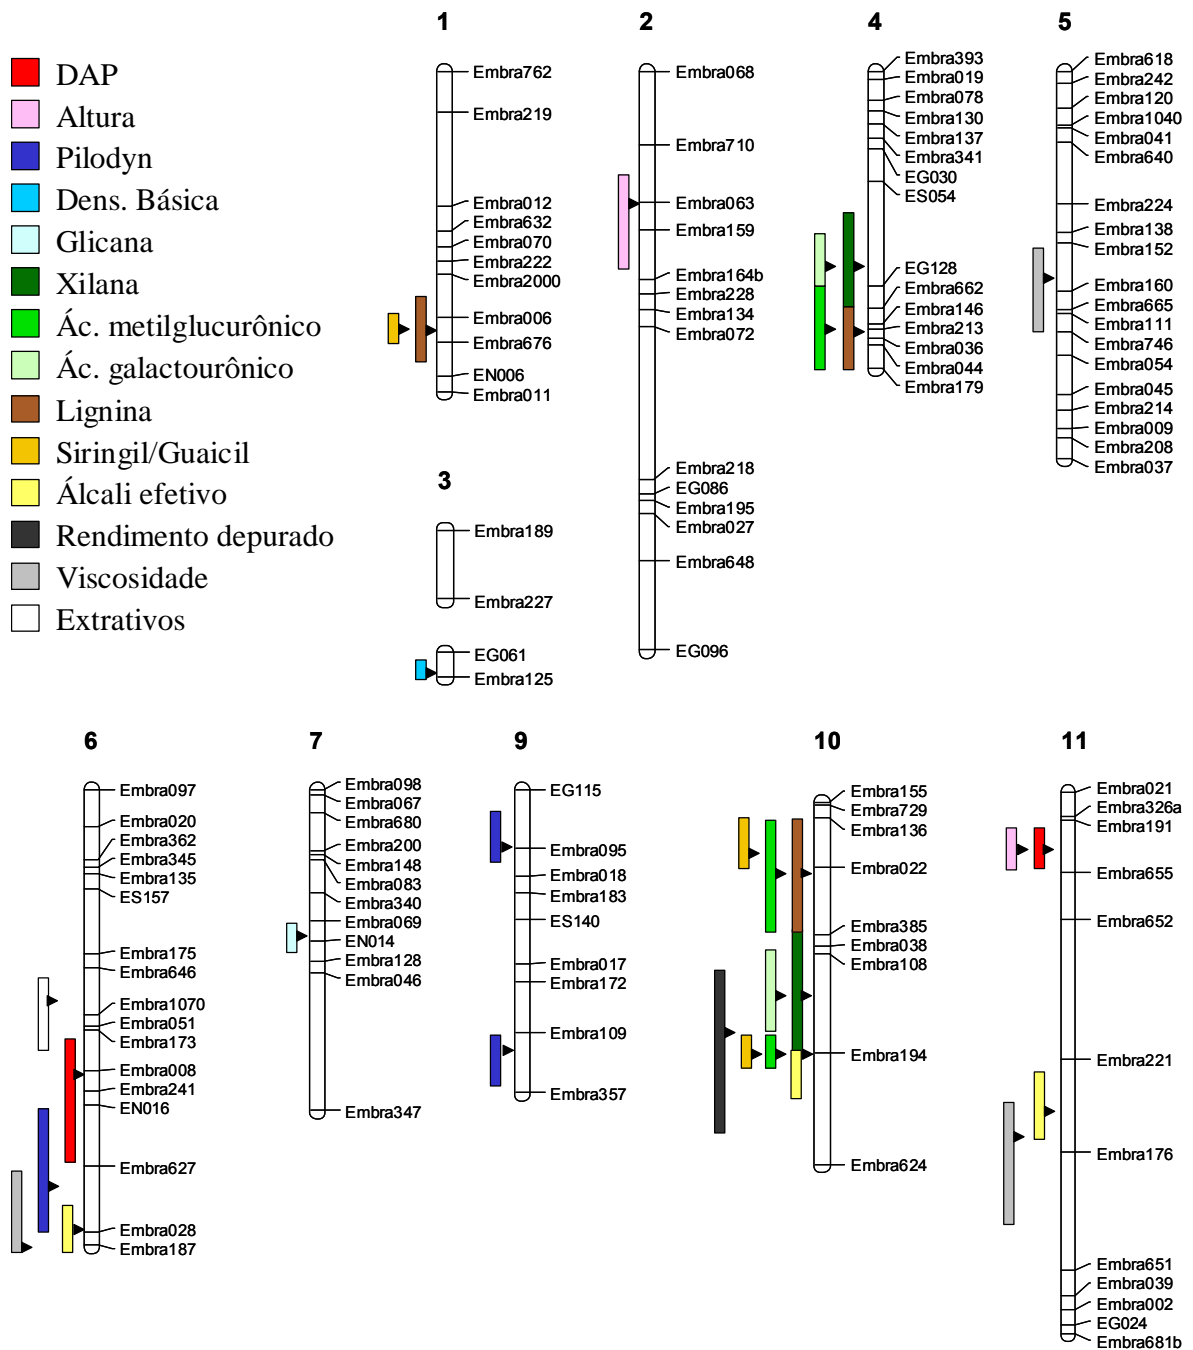 DAP
Altura
Pilodyn
Dens. Básica
Glicana
Xilana
Ác. metilglucurônico
Ác. galactourônico
Lignina
Siringil/Guaicil
Álcali efetivo
Rendimento depurado
Viscosidade
Extrativos
1
Embra762
Embra219
Embra012
Embra632
Embra070
Embra222
Embra2000
Embra006
Embra676
EN006
Embra011
2
Embra068
Embra710
Embra063
Embra159
Embra164b
Embra228
Embra134
Embra072
Embra218
EG086
Embra195
Embra027
Embra648
EG096
3
Embra189
Embra227
EG061
Embra125
4
Embra393
Embra019
Embra078
Embra130
Embra137
Embra341
EG030
ES054
EG128
Embra662
Embra146
Embra213
Embra036
Embra044
Embra179
5
Embra618
Embra242
Embra120
Embra1040
Embra041
Embra640
Embra224
Embra138
Embra152
Embra160
Embra665
Embra111
Embra746
Embra054
Embra045
Embra214
Embra009
Embra208
Embra037
6
Embra097
Embra020
Embra362
Embra345
Embra135
ES157
Embra175
Embra646
Embra1070
Embra051
Embra173
Embra008
Embra241
EN016
Embra627
Embra028
Embra187
7
Embra098
Embra067
Embra680
Embra200
Embra148
Embra083
Embra340
Embra069
EN014
Embra128
Embra046
Embra347
9
EG115
Embra095
Embra018
Embra183
ES140
Embra017
Embra172
Embra109
Embra357
10
Embra155
Embra729
Embra136
Embra022
Embra385
Embra038
Embra108
Embra194
Embra624
11
Embra021
Embra326a
Embra191
Embra655
Embra652
Embra221
Embra176
Embra651
Embra039
Embra002
EG024
Embra681b